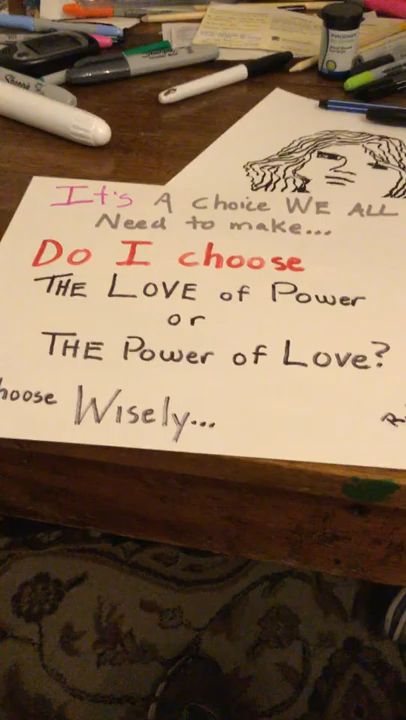 It's A choice WE ALL
Need to make...
Do I choose
THE LOVE of Power
or
THE Power of Love?
hoose Wisely...
Sharpie